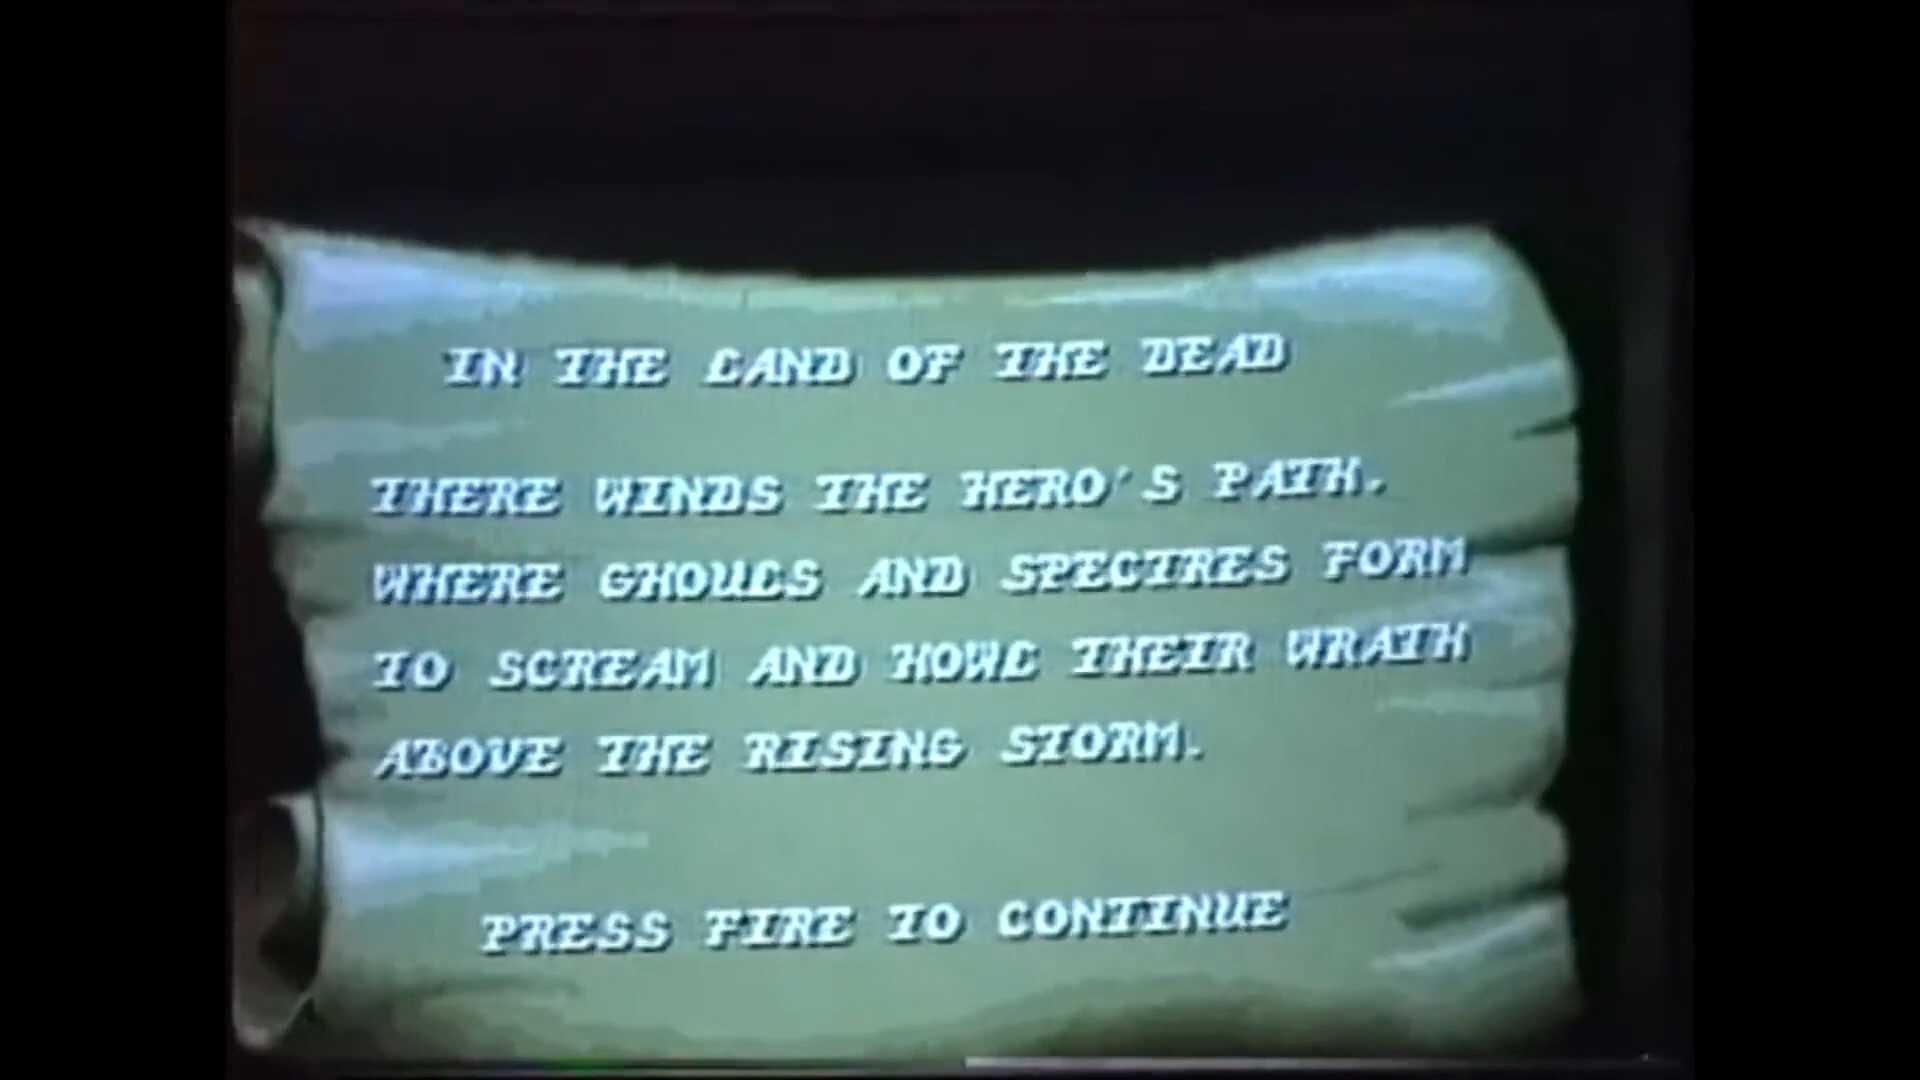 IN THE LAND OF THE DEAD
THERE WINDS THE HERO'S PATH.
WHERE GHOULS AND SPECTRES FORM
TO SCREAM AND HOWL THEIR WRATH
ABOVE THE RISING STORM.
PRESS FIRE TO CONTINUE